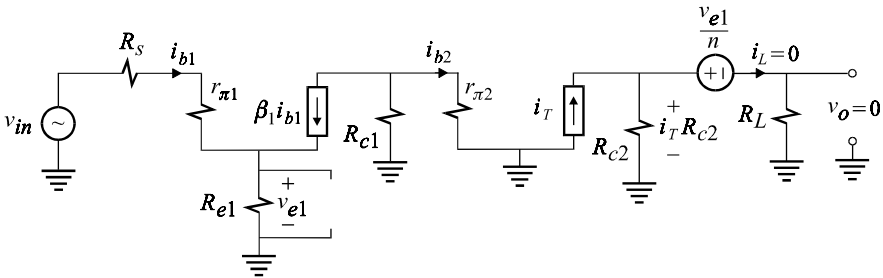 v_in
~
R_s
i_b1
r_π1
β_1 i_b1
R_e1
+
v_e1
−
R_c1
i_b2
r_π2
i_T
R_c2
+
i_T R_c2
−
v_e1
n
+ −
i_L=0
R_L
v_o=0